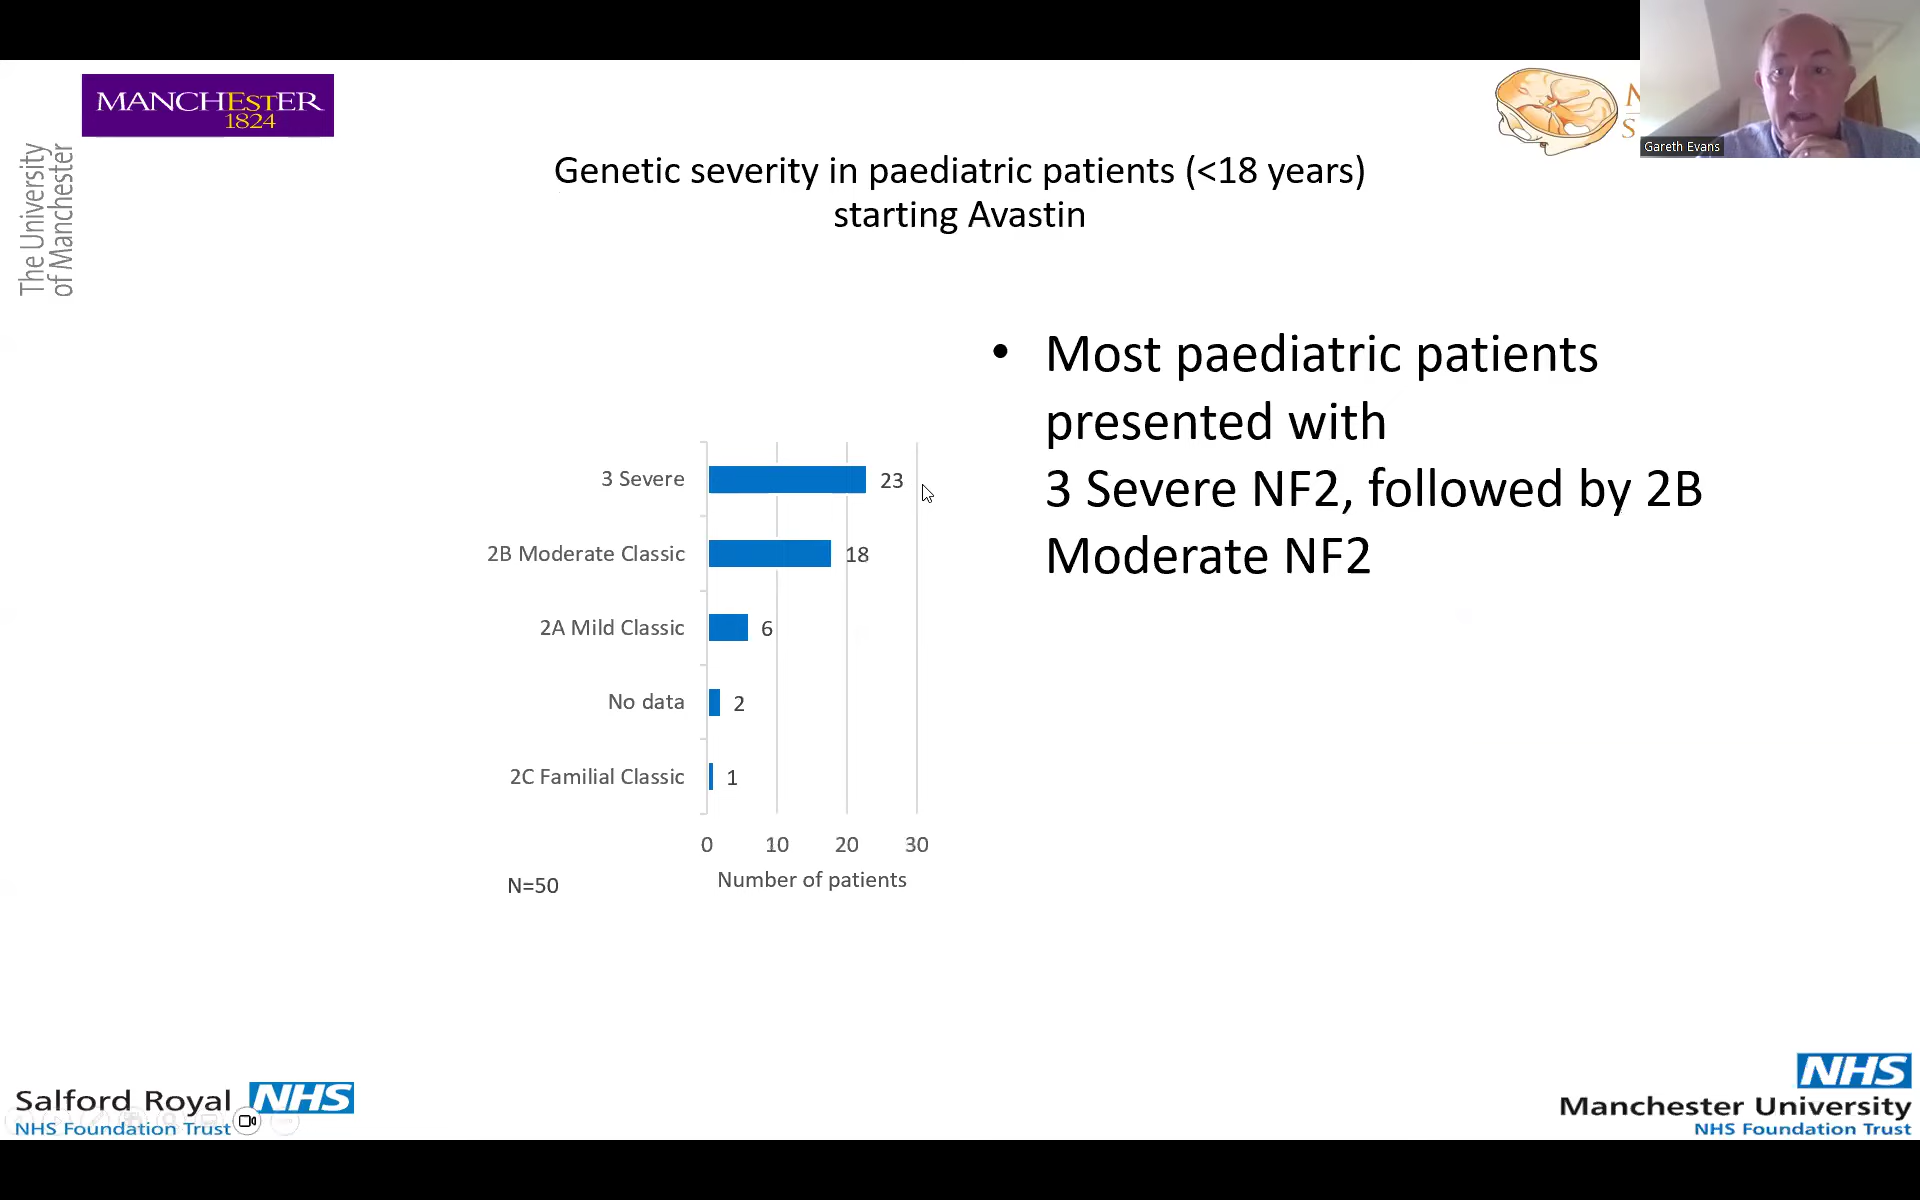 MANCHESTER
1824
The University
of Manchester
Gareth Evans
Genetic severity in paediatric patients (<18 years)
starting Avastin
• Most paediatric patients
presented with
3 Severe NF2, followed by 2B
Moderate NF2
3 Severe 23
2B Moderate Classic 18
2A Mild Classic 6
No data 2
2C Familial Classic 1
0 10 20 30
Number of patients
N=50
Salford Royal NHS
NHS Foundation Trust
NHS
Manchester University
NHS Foundation Trust